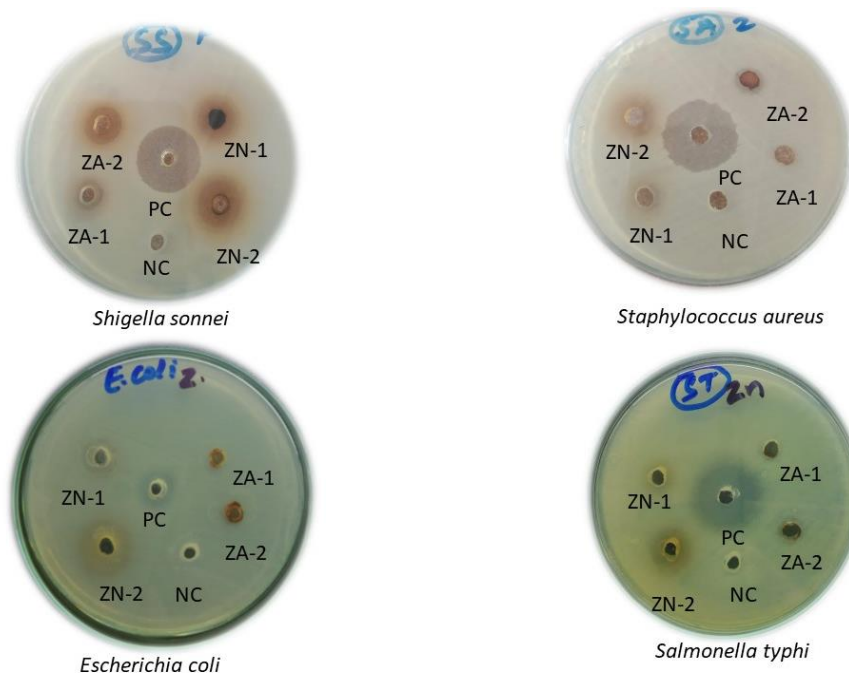 SS
ZA-2
ZN-1
PC
ZA-1
NC
ZN-2
Shigella sonnei
SA 2
ZA-2
ZN-2
PC
ZA-1
ZN-1
NC
Staphylococcus aureus
E.coli z.
ZN-1
ZA-1
PC
ZA-2
ZN-2
NC
Escherichia coli
ST Zn
ZA-1
ZN-1
PC
ZA-2
ZN-2
NC
Salmonella typhi